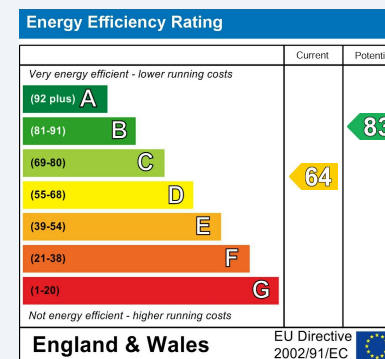 Energy Efficiency Rating
Current Potenti
Very energy efficient - lower running costs
(92 plus) A
(81-91) B
83
(69-80) C
64
(55-68) D
(39-54) E
(21-38) F
(1-20) G
Not energy efficient - higher running costs
England & Wales
EU Directive
2002/91/EC